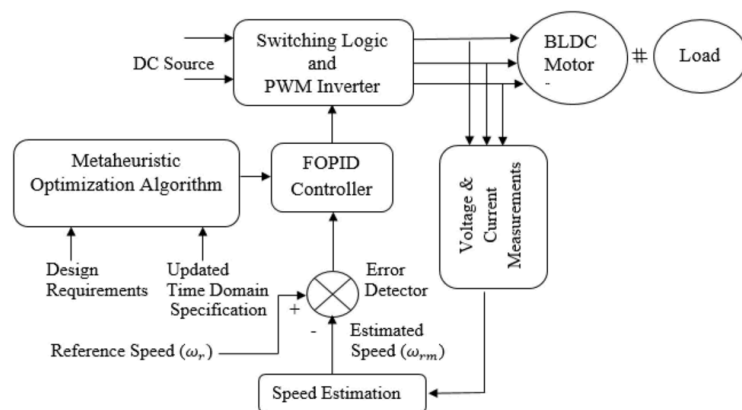 Switching Logic
and
PWM Inverter
DC Source
BLDC
Motor
-
#
Load
Metaheuristic
Optimization Algorithm
FOPID
Controller
Voltage &
Current
Measurements
Design
Requirements
Updated
Time Domain
Specification
Error
Detector
+
-
Reference Speed (ωᵣ)
Estimated
Speed (ωᵣₘ)
Speed Estimation